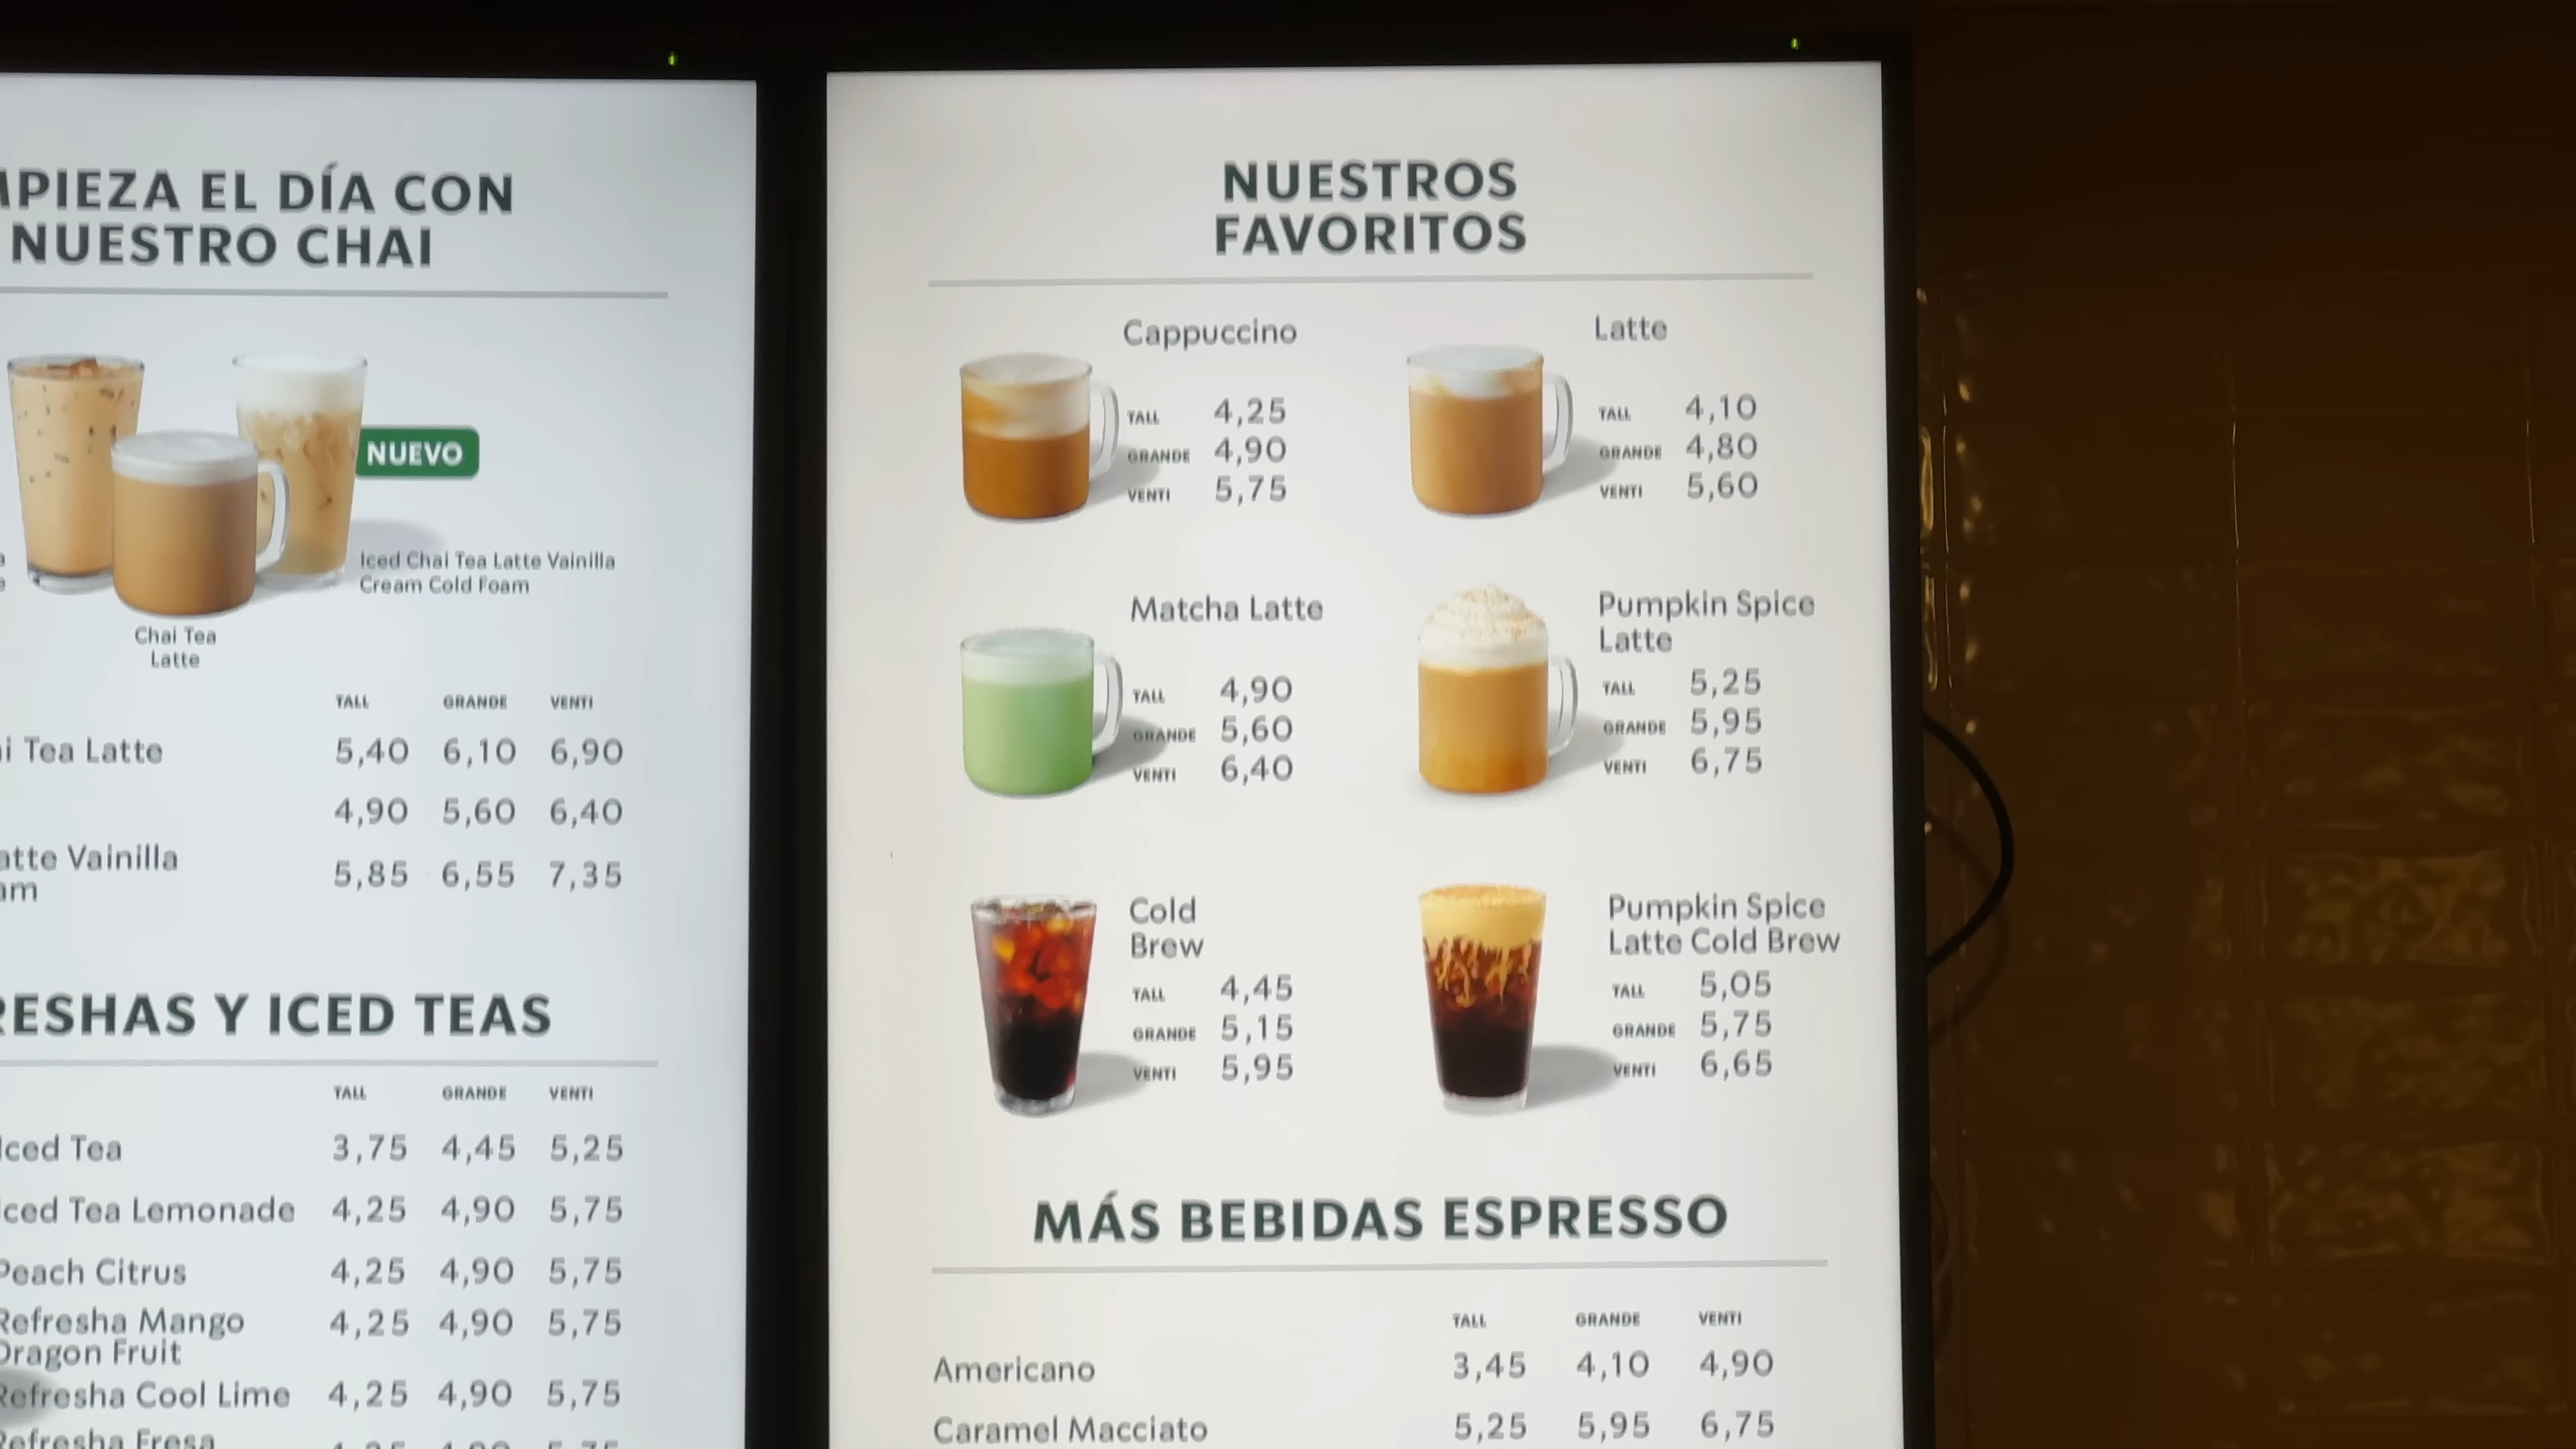 EL DÍA CON
NUESTRO CHAI
NUEVO
Iced Chai Tea Latte Vainilla
Cream Cold Foam
Chai Tea
Latte
TALL GRANDE VENTI
Tea Latte 5,40 6,10 6,90
4,90 5,60 6,40
Vainilla
5,85 6,55 7,35
Y ICED TEAS
TALL GRANDE VENTI
Tea 3,75 4,45 5,25
Tea Lemonade 4,25 4,90 5,75
Peach Citrus 4,25 4,90 5,75
Refresha Mango
Dragon Fruit 4,25 4,90 5,75
Refresha Cool Lime 4,25 4,90 5,75
Refresha Fresa
NUESTROS
FAVORITOS
Cappuccino
TALL 4,25
GRANDE 4,90
VENTI 5,75
Latte
TALL 4,10
GRANDE 4,80
VENTI 5,60
Matcha Latte
TALL 4,90
GRANDE 5,60
VENTI 6,40
Pumpkin Spice
Latte
TALL 5,25
GRANDE 5,95
VENTI 6,75
Cold
Brew
TALL 4,45
GRANDE 5,15
VENTI 5,95
Pumpkin Spice
Latte Cold Brew
TALL 5,05
GRANDE 5,75
VENTI 6,65
MÁS BEBIDAS ESPRESSO
TALL GRANDE VENTI
Americano 3,45 4,10 4,90
Caramel Macciato 5,25 5,95 6,75